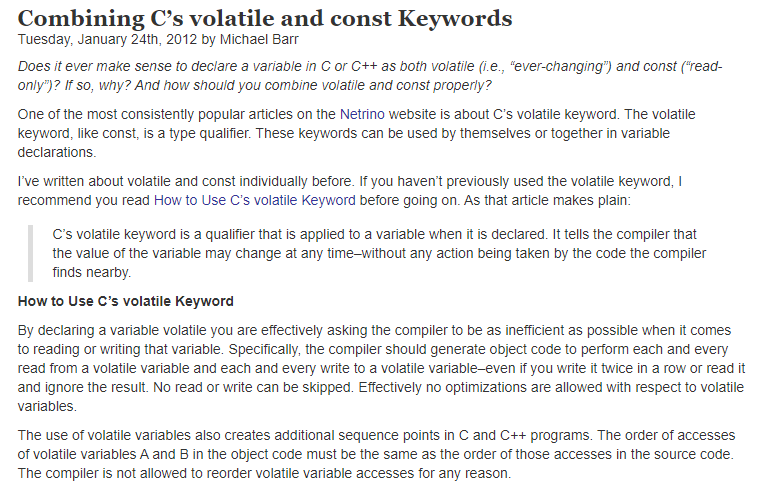 Combining C’s volatile and const Keywords
Tuesday, January 24th, 2012 by Michael Barr
Does it ever make sense to declare a variable in C or C++ as both volatile (i.e., “ever-changing”) and const (“read-
only”)? If so, why? And how should you combine volatile and const properly?
One of the most consistently popular articles on the Netrino website is about C’s volatile keyword. The volatile
keyword, like const, is a type qualifier. These keywords can be used by themselves or together in variable
declarations.
I’ve written about volatile and const individually before. If you haven’t previously used the volatile keyword, I
recommend you read How to Use C’s volatile Keyword before going on. As that article makes plain:
C’s volatile keyword is a qualifier that is applied to a variable when it is declared. It tells the compiler that
the value of the variable may change at any time–without any action being taken by the code the compiler
finds nearby.
How to Use C’s volatile Keyword
By declaring a variable volatile you are effectively asking the compiler to be as inefficient as possible when it comes
to reading or writing that variable. Specifically, the compiler should generate object code to perform each and every
read from a volatile variable and each and every write to a volatile variable–even if you write it twice in a row or read it
and ignore the result. No read or write can be skipped. Effectively no optimizations are allowed with respect to volatile
variables.
The use of volatile variables also creates additional sequence points in C and C++ programs. The order of accesses
of volatile variables A and B in the object code must be the same as the order of those accesses in the source code.
The compiler is not allowed to reorder volatile variable accesses for any reason.